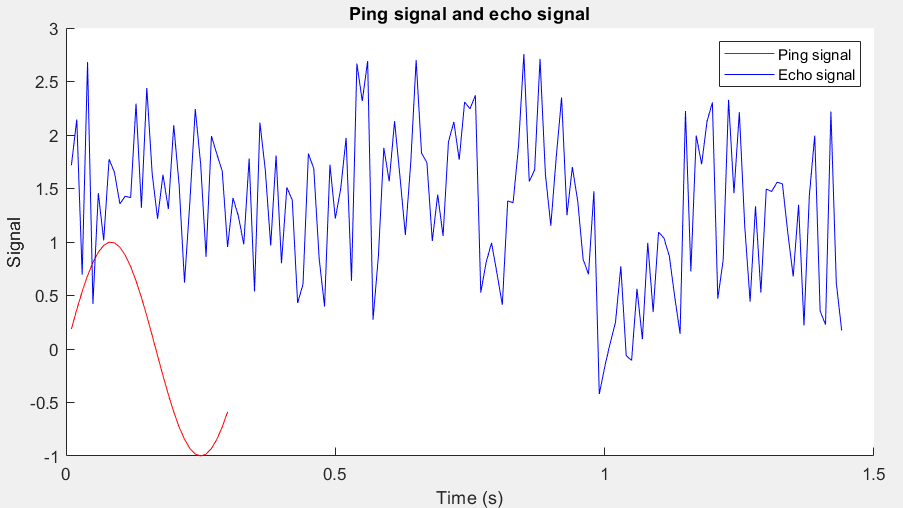 Ping signal and echo signal
Ping signal
Echo signal
3
2.5
2
1.5
1
0.5
0
-0.5
-1
Signal
0
0.5
1
1.5
Time (s)